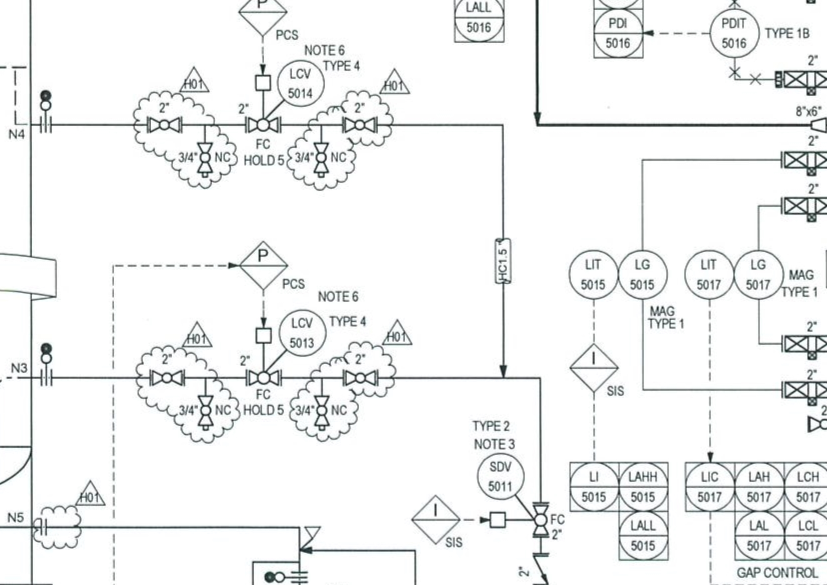 P
PCS
LALL
5016
PDI
5016
PDIT
5016
TYPE 1B
2"
NOTE 6
TYPE 4
LCV
5014
H01
H01
8"x6"
N4
2"
2"
2"
2"
FC
HOLD 5
3/4"
NC
3/4"
NC
2"
HC1.5
P
PCS
LIT
5015
LG
5015
LIT
5017
LG
5017
MAG
TYPE 1
MAG
TYPE 1
NOTE 6
TYPE 4
LCV
5013
H01
H01
2"
N3
2"
2"
2"
I
SIS
2"
FC
HOLD 5
3/4"
NC
3/4"
NC
2
TYPE 2
NOTE 3
SDV
5011
LI
5015
LAHH
5015
LIC
5017
LAH
5017
LCH
5017
H01
N5
I
SIS
FC
2"
LALL
5015
LAL
5017
LCL
5017
2"
GAP CONTROL